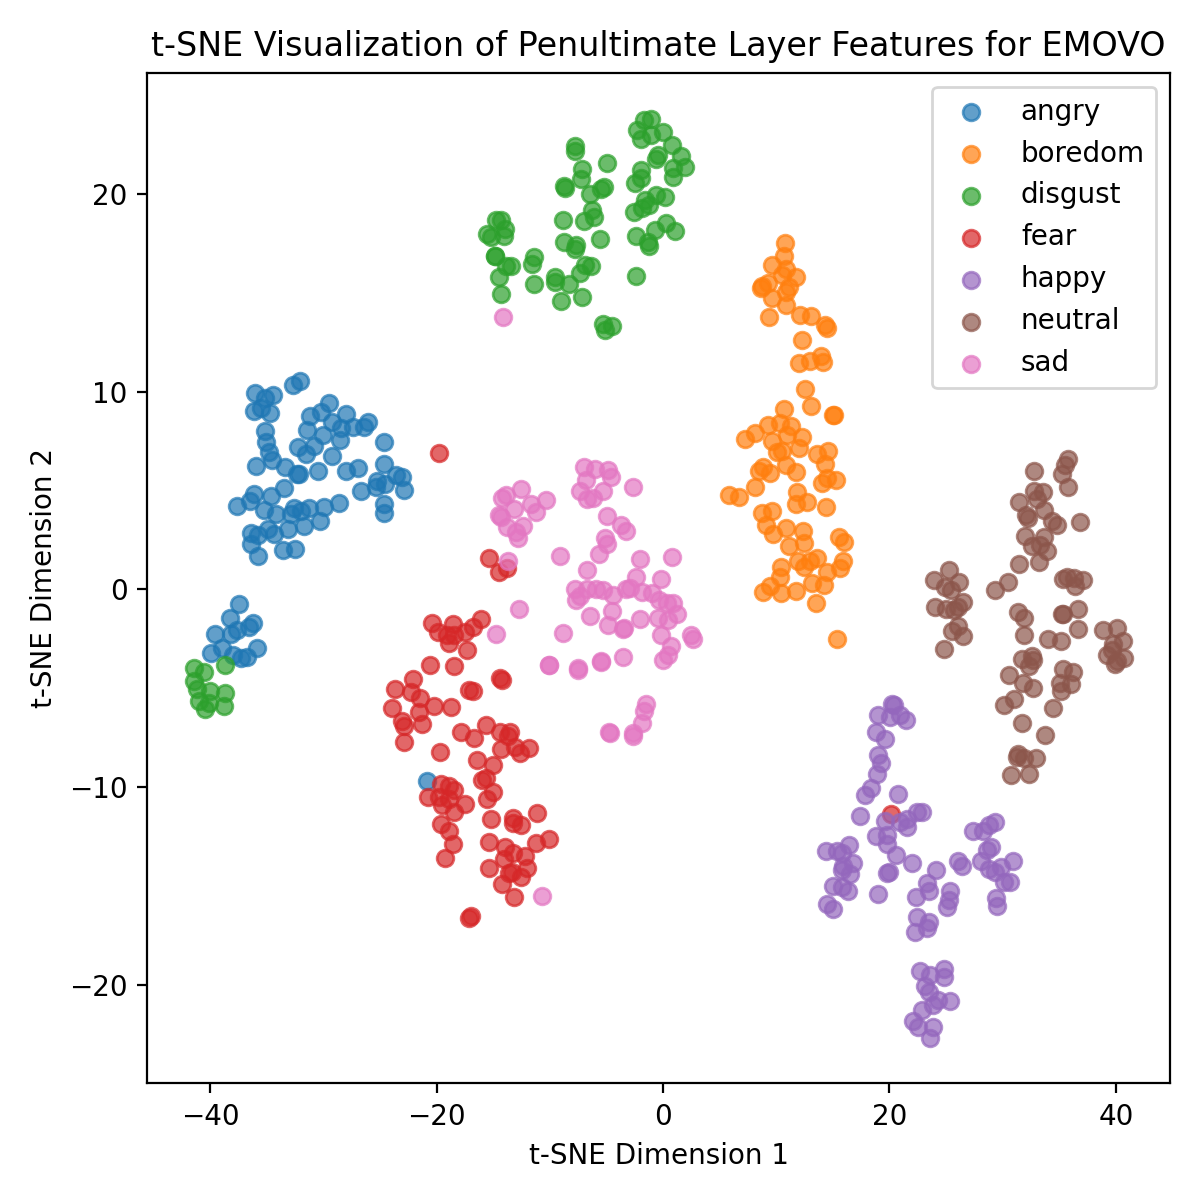 t-SNE Visualization of Penultimate Layer Features for EMOVO
angry
boredom
disgust
fear
happy
neutral
sad
20
10
0
−10
−20
t-SNE Dimension 2
−40
−20
0
20
40
t-SNE Dimension 1